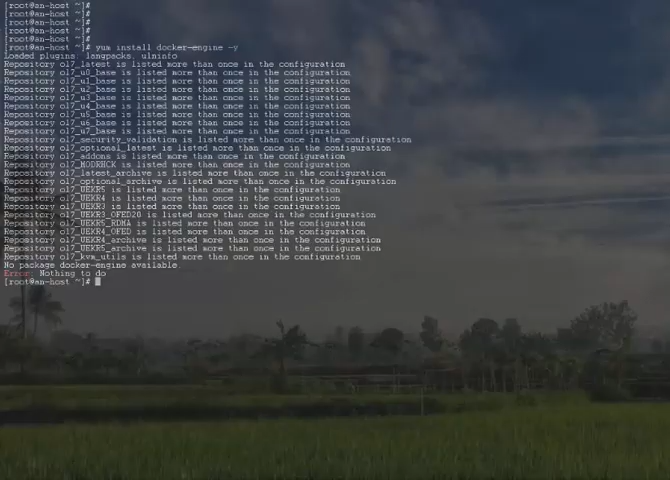 [root@an-host ~]#
[root@an-host ~]#
[root@an-host ~]#
[root@an-host ~]#
[root@an-host ~]#
[root@an-host ~]# yum install docker-engine -y
Loaded plugins: langpacks, ulninfo
Repository ol7_latest is listed more than once in the configuration
Repository ol7_u0_base is listed more than once in the configuration
Repository ol7_u1_base is listed more than once in the configuration
Repository ol7_u2_base is listed more than once in the configuration
Repository ol7_u3_base is listed more than once in the configuration
Repository ol7_u4_base is listed more than once in the configuration
Repository ol7_u5_base is listed more than once in the configuration
Repository ol7_u6_base is listed more than once in the configuration
Repository ol7_u7_base is listed more than once in the configuration
Repository ol7_security_validation is listed more than once in the configuration
Repository ol7_optional_latest is listed more than once in the configuration
Repository ol7_addons is listed more than once in the configuration
Repository ol7_MODRHCK is listed more than once in the configuration
Repository ol7_latest_archive is listed more than once in the configuration
Repository ol7_optional_archive is listed more than once in the configuration
Repository ol7_UEKR5 is listed more than once in the configuration
Repository ol7_UEKR4 is listed more than once in the configuration
Repository ol7_UEKR3 is listed more than once in the configuration
Repository ol7_UEKR3_OFED20 is listed more than once in the configuration
Repository ol7_UEKR5_RDMA is listed more than once in the configuration
Repository ol7_UEKR4_OFED is listed more than once in the configuration
Repository ol7_UEKR4_archive is listed more than once in the configuration
Repository ol7_UEKR5_archive is listed more than once in the configuration
Repository ol7_kvm_utils is listed more than once in the configuration
No package docker-engine available.
Error: Nothing to do
[root@an-host ~]#